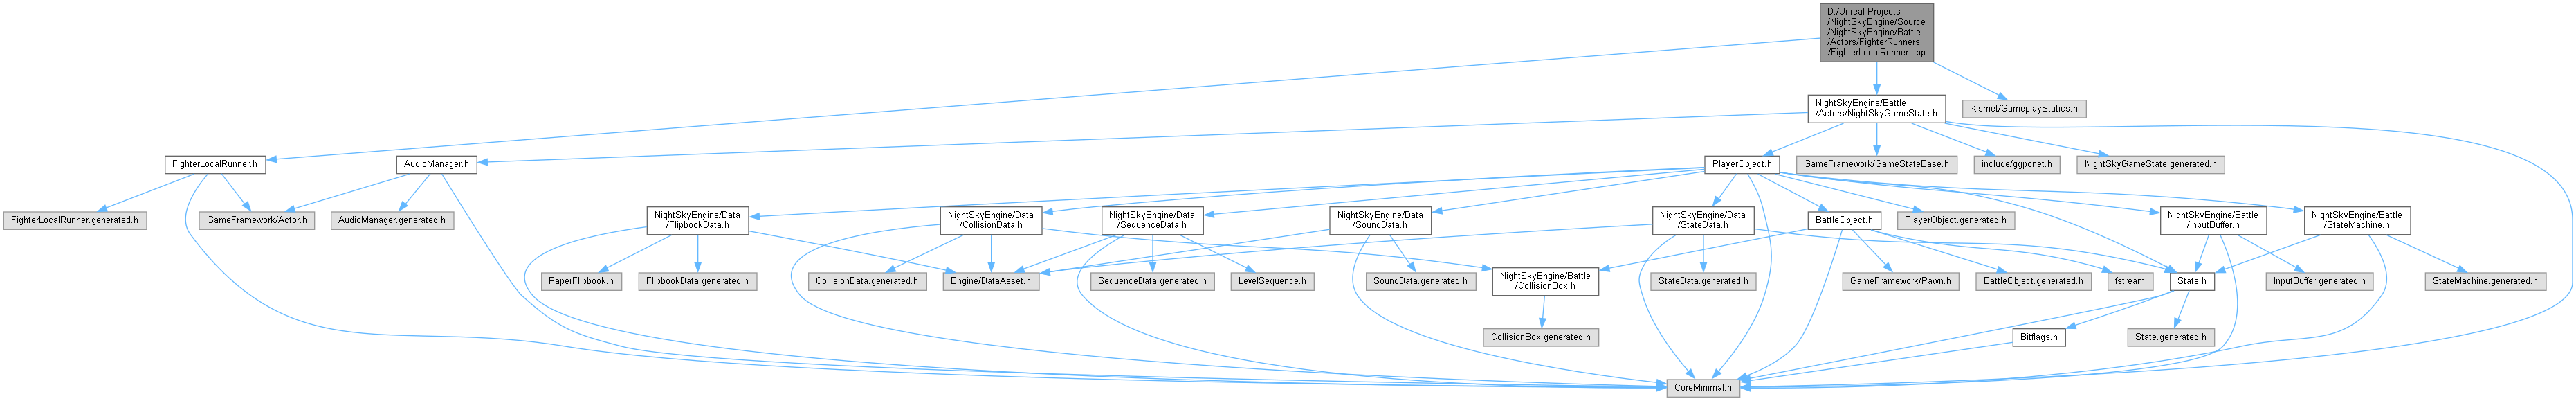 D:/Unreal Projects
/NightSkyEngine/Source
/NightSkyEngine/Battle
/Actors/FighterRunners
/FighterLocalRunner.cpp
NightSkyEngine/Battle
/Actors/NightSkyGameState.h
Kismet/GameplayStatics.h
FighterLocalRunner.h
AudioManager.h
PlayerObject.h
GameFramework/GameStateBase.h
include/ggponet.h
NightSkyGameState.generated.h
FighterLocalRunner.generated.h
GameFramework/Actor.h
AudioManager.generated.h
NightSkyEngine/Data
/FlipbookData.h
NightSkyEngine/Data
/CollisionData.h
NightSkyEngine/Data
/SequenceData.h
NightSkyEngine/Data
/SoundData.h
NightSkyEngine/Data
/StateData.h
BattleObject.h
PlayerObject.generated.h
NightSkyEngine/Battle
/InputBuffer.h
NightSkyEngine/Battle
/StateMachine.h
PaperFlipbook.h
FlipbookData.generated.h
CollisionData.generated.h
Engine/DataAsset.h
SequenceData.generated.h
LevelSequence.h
SoundData.generated.h
NightSkyEngine/Battle
/CollisionBox.h
StateData.generated.h
GameFramework/Pawn.h
BattleObject.generated.h
fstream
State.h
InputBuffer.generated.h
StateMachine.generated.h
CollisionBox.generated.h
Bitflags.h
State.generated.h
CoreMinimal.h